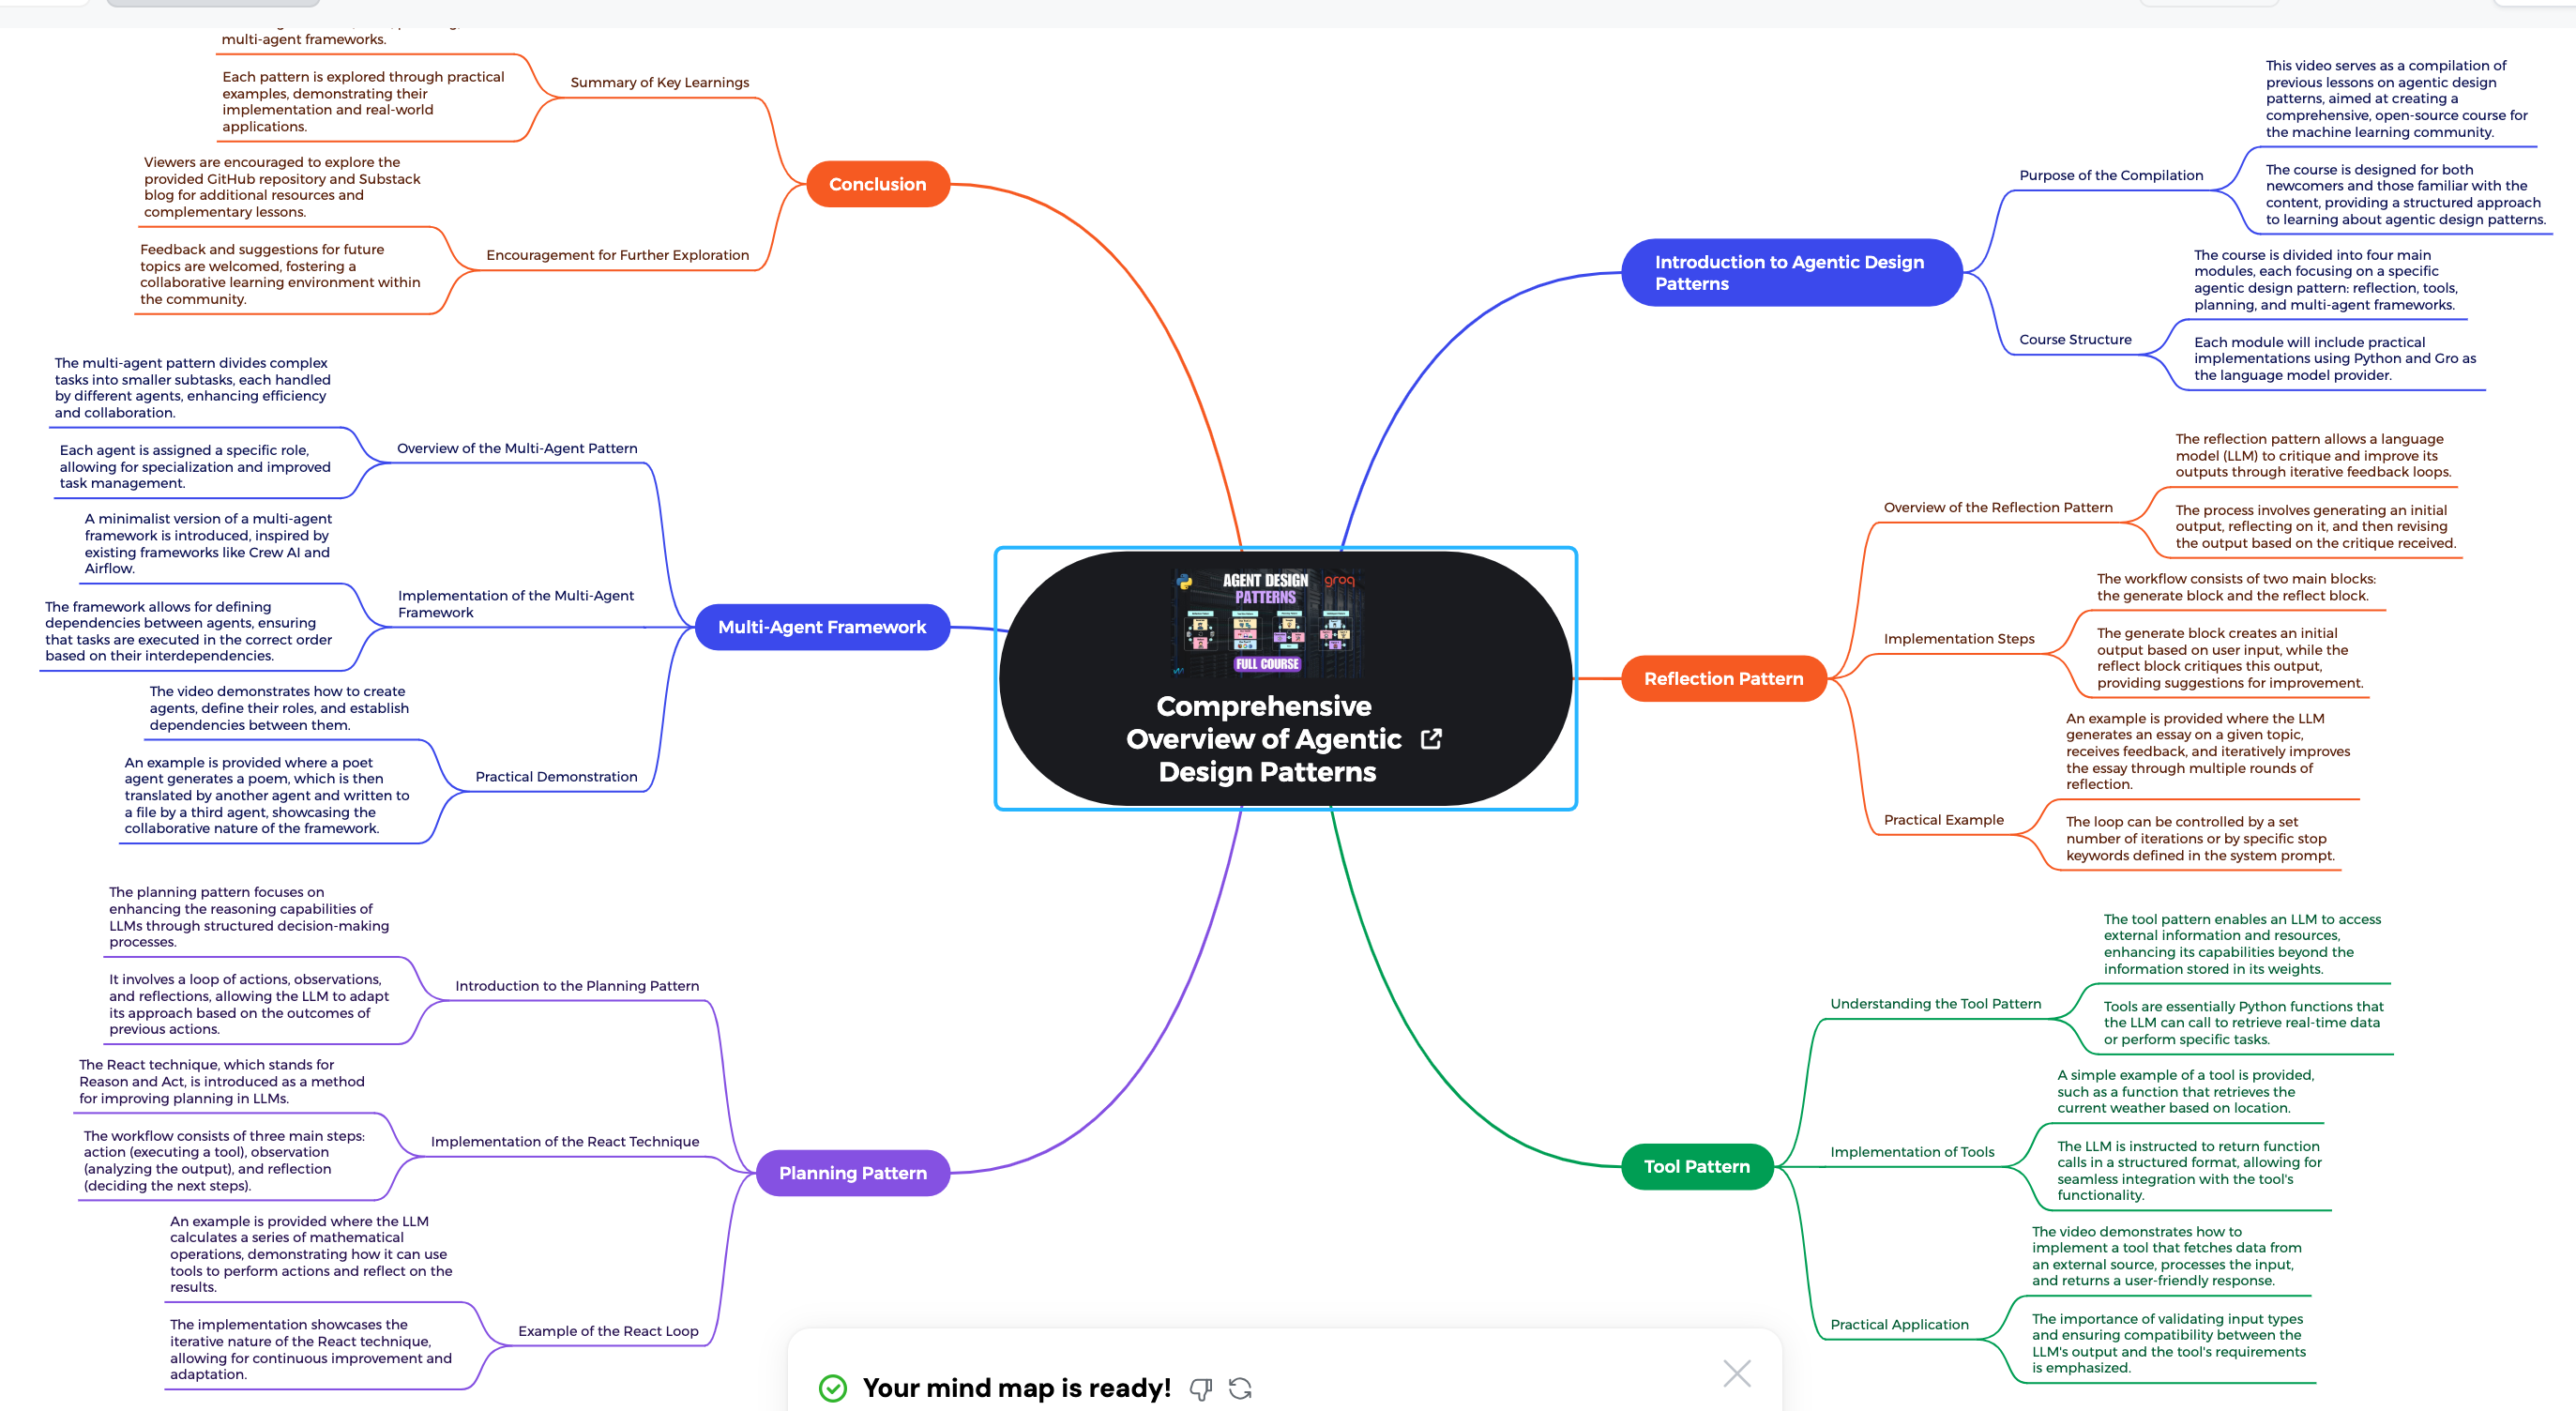 multi-agent frameworks.
Each pattern is explored through practical
examples, demonstrating their
implementation and real-world
applications.
Summary of Key Learnings
Viewers are encouraged to explore the
provided GitHub repository and Substack
blog for additional resources and
complementary lessons.
Feedback and suggestions for future
topics are welcomed, fostering a
collaborative learning environment within
the community.
Encouragement for Further Exploration
Conclusion
The multi-agent pattern divides complex
tasks into smaller subtasks, each handled
by different agents, enhancing efficiency
and collaboration.
Each agent is assigned a specific role,
allowing for specialization and improved
task management.
Overview of the Multi-Agent Pattern
A minimalist version of a multi-agent
framework is introduced, inspired by
existing frameworks like Crew AI and
Airflow.
The framework allows for defining
dependencies between agents, ensuring
that tasks are executed in the correct order
based on their interdependencies.
Implementation of the Multi-Agent
Framework
The video demonstrates how to create
agents, define their roles, and establish
dependencies between them.
An example is provided where a poet
agent generates a poem, which is then
translated by another agent and written to
a file by a third agent, showcasing the
collaborative nature of the framework.
Practical Demonstration
Multi-Agent Framework
The planning pattern focuses on
enhancing the reasoning capabilities of
LLMs through structured decision-making
processes.
It involves a loop of actions, observations,
and reflections, allowing the LLM to adapt
its approach based on the outcomes of
previous actions.
Introduction to the Planning Pattern
The React technique, which stands for
Reason and Act, is introduced as a method
for improving planning in LLMs.
The workflow consists of three main steps:
action (executing a tool), observation
(analyzing the output), and reflection
(deciding the next steps).
Implementation of the React Technique
An example is provided where the LLM
calculates a series of mathematical
operations, demonstrating how it can use
tools to perform actions and reflect on the
results.
The implementation showcases the
iterative nature of the React technique,
allowing for continuous improvement and
adaptation.
Example of the React Loop
Planning Pattern
AGENT DESIGN
PATTERNS
groq
FULL COURSE
Comprehensive
Overview of Agentic
Design Patterns
Introduction to Agentic Design
Patterns
Purpose of the Compilation
This video serves as a compilation of
previous lessons on agentic design
patterns, aimed at creating a
comprehensive, open-source course for
the machine learning community.
The course is designed for both
newcomers and those familiar with the
content, providing a structured approach
to learning about agentic design patterns.
Course Structure
The course is divided into four main
modules, each focusing on a specific
agentic design pattern: reflection, tools,
planning, and multi-agent frameworks.
Each module will include practical
implementations using Python and Gro as
the language model provider.
Reflection Pattern
Overview of the Reflection Pattern
The reflection pattern allows a language
model (LLM) to critique and improve its
outputs through iterative feedback loops.
The process involves generating an initial
output, reflecting on it, and then revising
the output based on the critique received.
Implementation Steps
The workflow consists of two main blocks:
the generate block and the reflect block.
The generate block creates an initial
output based on user input, while the
reflect block critiques this output,
providing suggestions for improvement.
Practical Example
An example is provided where the LLM
generates an essay on a given topic,
receives feedback, and iteratively improves
the essay through multiple rounds of
reflection.
The loop can be controlled by a set
number of iterations or by specific stop
keywords defined in the system prompt.
Tool Pattern
Understanding the Tool Pattern
The tool pattern enables an LLM to access
external information and resources,
enhancing its capabilities beyond the
information stored in its weights.
Tools are essentially Python functions that
the LLM can call to retrieve real-time data
or perform specific tasks.
Implementation of Tools
A simple example of a tool is provided,
such as a function that retrieves the
current weather based on location.
The LLM is instructed to return function
calls in a structured format, allowing for
seamless integration with the tool's
functionality.
Practical Application
The video demonstrates how to
implement a tool that fetches data from
an external source, processes the input,
and returns a user-friendly response.
The importance of validating input types
and ensuring compatibility between the
LLM's output and the tool's requirements
is emphasized.
Your mind map is ready!